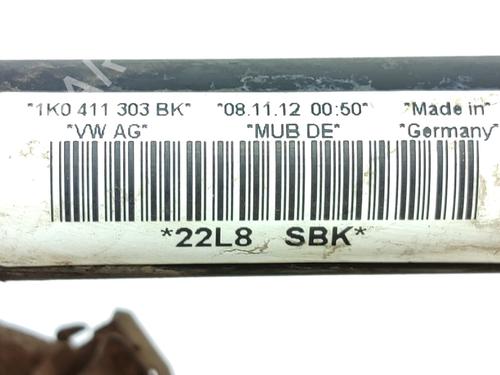 *1K0 411 303 BK* *08.11.12 00:50* *Made in*
*VW AG* *MUB DE* *Germany*
*22L8 SBK*